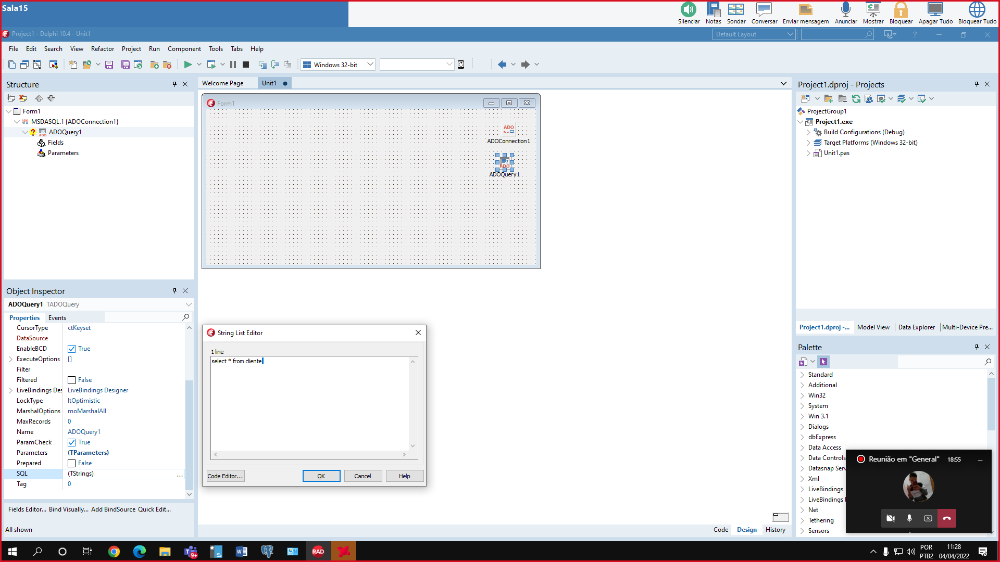 Sala15
Silenciar
Notas
Sondar
Conversar
Enviar mensagem
Anunciar
Mostrar
Bloquear
Apagar Tudo
Bloquear Tudo
Project1 - Delphi 10.4 - Unit1
Default Layout
File Edit Search View Refactor Project Run Component Tools Tabs Help
Windows 32-bit
Structure
Form1
MSDASQL.1 {ADOConnection1}
ADOQuery1
Fields
Parameters
Welcome Page
Unit1
Form1
ADO
ADOConnection1
ADO
ADOQuery1
Project1.dproj - Projects
ProjectGroup1
Project1.exe
Build Configurations (Debug)
Target Platforms (Windows 32-bit)
Unit1.pas
Project1.dproj -...
Model View
Data Explorer
Multi-Device Pre...
Object Inspector
ADOQuery1 TADOQuery
Properties Events
CursorType ctKeyset
DataSource
EnableBCD True
ExecuteOptions []
Filter
Filtered False
LiveBindings Des LiveBindings Designer
LockType ltOptimistic
MarshalOptions moMarshalAll
MaxRecords 0
Name ADOQuery1
ParamCheck True
Parameters (TParameters)
Prepared False
SQL (TStrings) ...
Tag 0
Fields Editor... Bind Visually... Add BindSource Quick Edit...
All shown
String List Editor
1 line
select * from cliente
Code Editor...
OK
Cancel
Help
Palette
Standard
Additional
Win32
System
Win 3.1
Dialogs
dbExpress
Data Access
Data Controls
Datasnap Ser
Xml
LiveBindings
LiveBindings
Net
Tethering
Sensors
Reunião em "General" 18:55
Code
Design
History
9+
S
RAD
POR
PTB2
11:28
04/04/2022